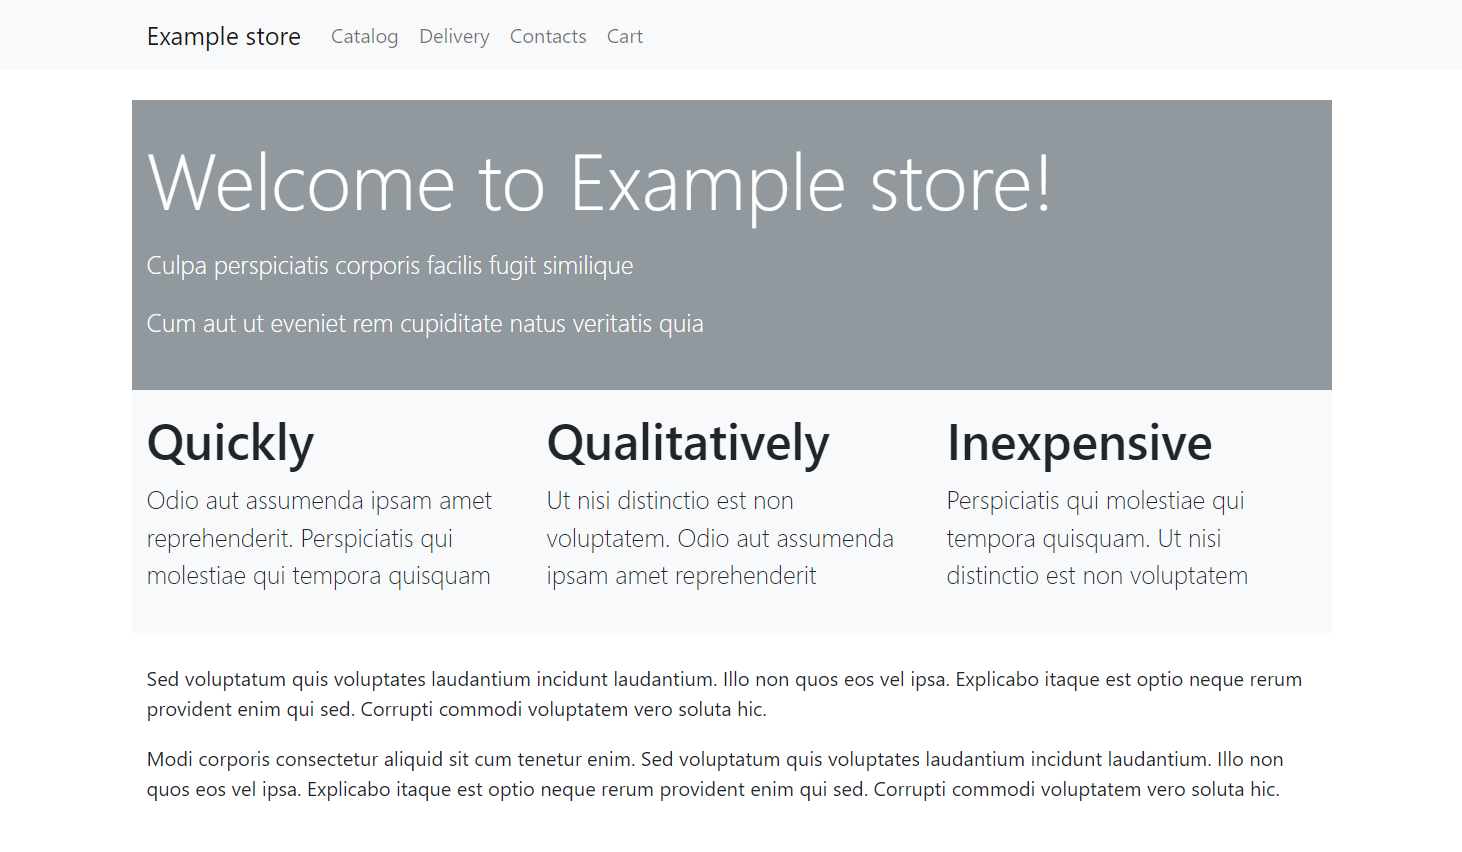 Example store Catalog Delivery Contacts Cart
Welcome to Example store!
Culpa perspiciatis corporis facilis fugit similique
Cum aut ut eveniet rem cupiditate natus veritatis quia
Quickly
Odio aut assumenda ipsam amet
reprehenderit. Perspiciatis qui
molestiae qui tempora quisquam
Qualitatively
Ut nisi distinctio est non
voluptatem. Odio aut assumenda
ipsam amet reprehenderit
Inexpensive
Perspiciatis qui molestiae qui
tempora quisquam. Ut nisi
distinctio est non voluptatem
Sed voluptatum quis voluptates laudantium incidunt laudantium. Illo non quos eos vel ipsa. Explicabo itaque est optio neque rerum
provident enim qui sed. Corrupti commodi voluptatem vero soluta hic.
Modi corporis consectetur aliquid sit cum tenetur enim. Sed voluptatum quis voluptates laudantium incidunt laudantium. Illo non
quos eos vel ipsa. Explicabo itaque est optio neque rerum provident enim qui sed. Corrupti commodi voluptatem vero soluta hic.